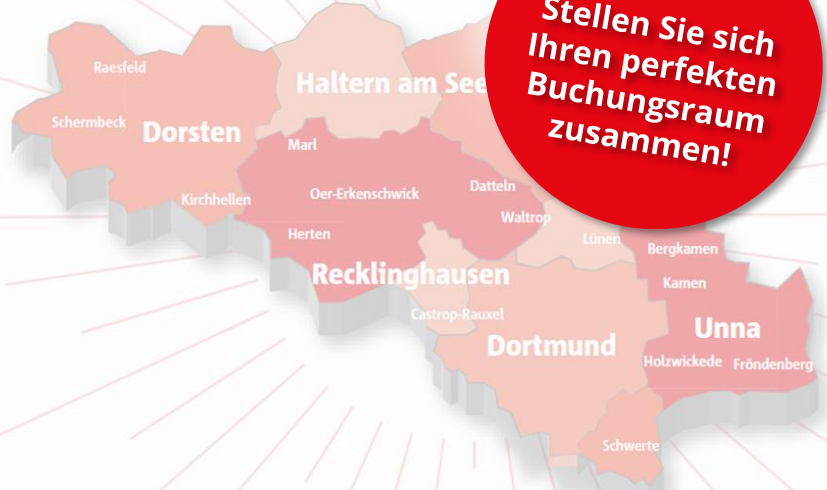 Stellen Sie sich
Ihren perfekten
Buchungsraum
zusammen!
Raesfeld
Haltern am See
Schermbeck
Dorsten
Marl
Kirchhellen
Oer-Erkenschwick
Datteln
Waltrop
Herten
Lünen
Bergkamen
Recklinghausen
Kamen
Castrop-Rauxel
Unna
Dortmund
Holzwickede
Fröndenberg
Schwerte